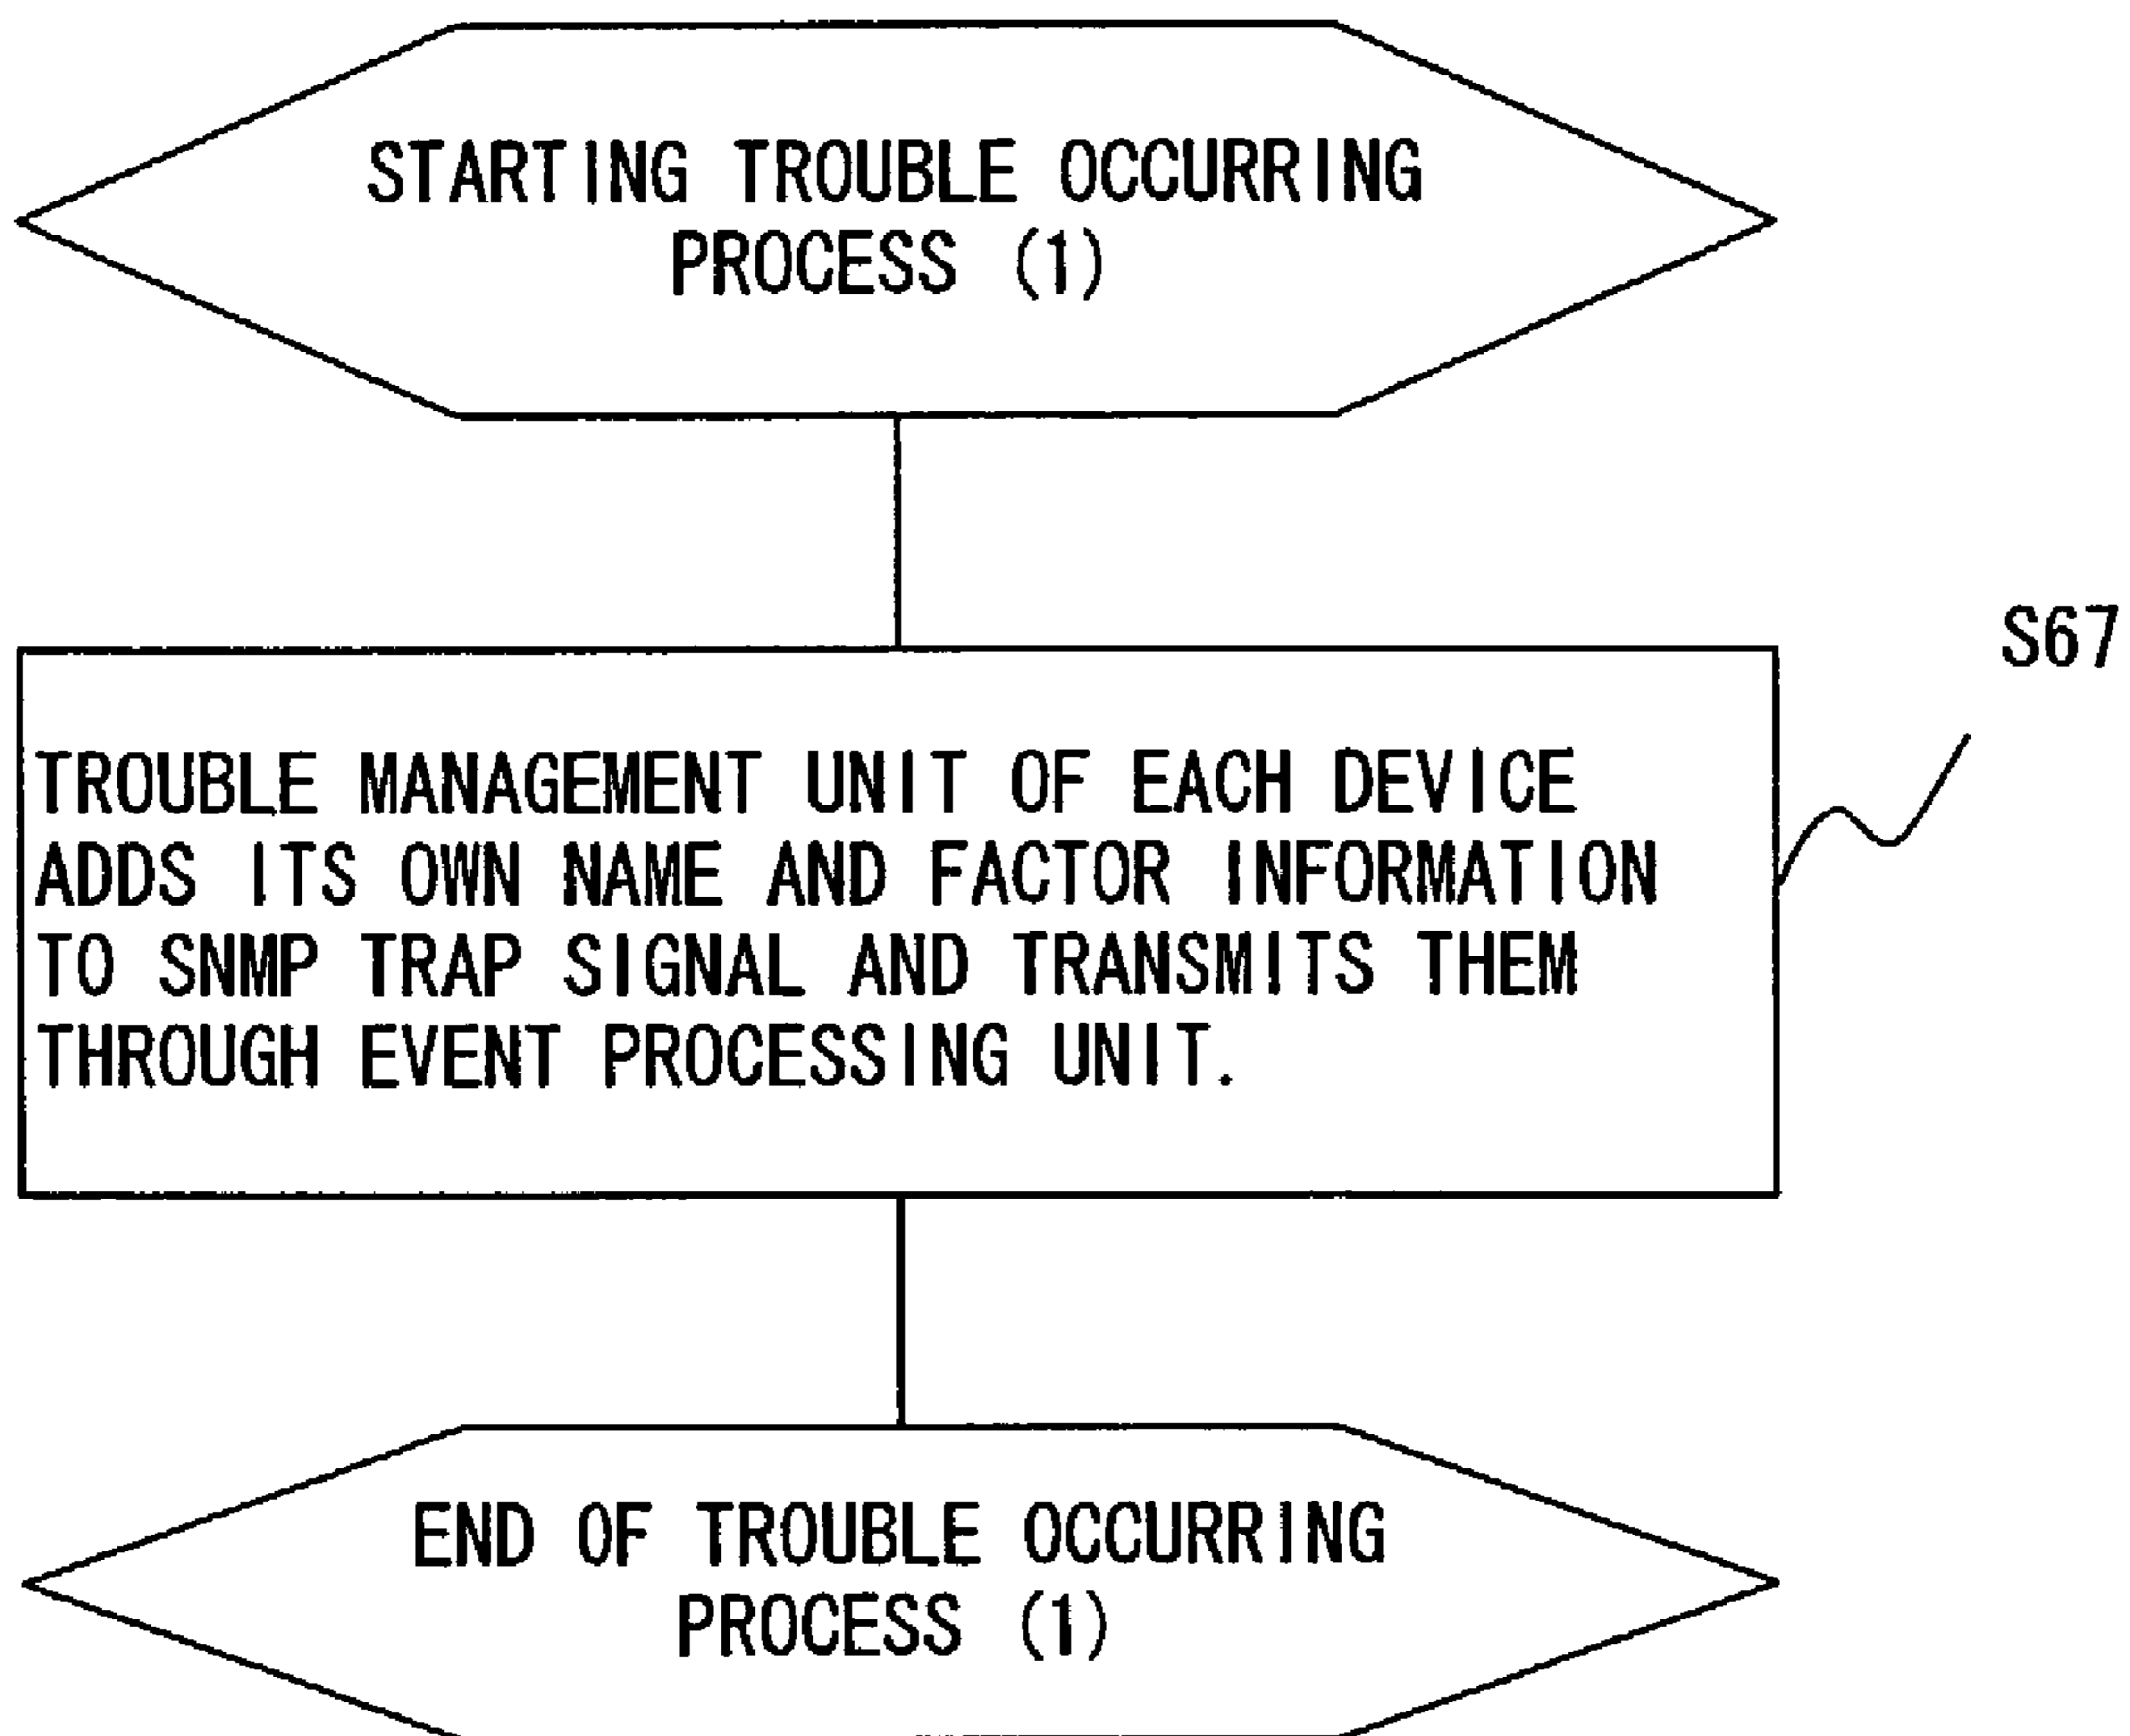 STARTING TROUBLE OCCURRING
PROCESS (1)
S67
TROUBLE MANAGEMENT UNIT OF EACH DEVICE
ADDS ITS OWN NAME AND FACTOR INFORMATION
TO SNMP TRAP SIGNAL AND TRANSMITS THEM
THROUGH EVENT PROCESSING UNIT.
END OF TROUBLE OCCURRING
PROCESS (1)